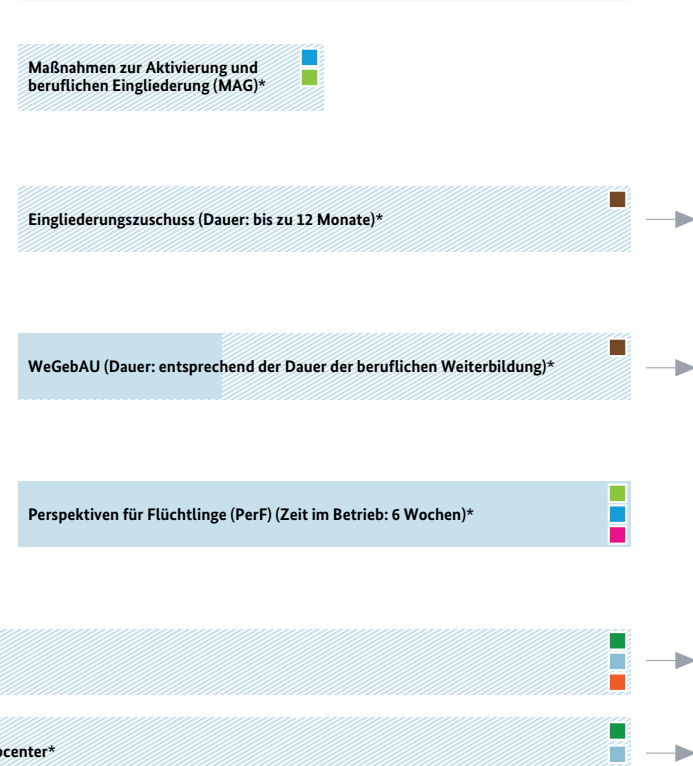 Maßnahmen zur Aktivierung und
beruflichen Eingliederung (MAG)*
Eingliederungszuschuss (Dauer: bis zu 12 Monate)*
WeGebAU (Dauer: entsprechend der Dauer der beruflichen Weiterbildung)*
Perspektiven für Flüchtlinge (PerF) (Zeit im Betrieb: 6 Wochen)*